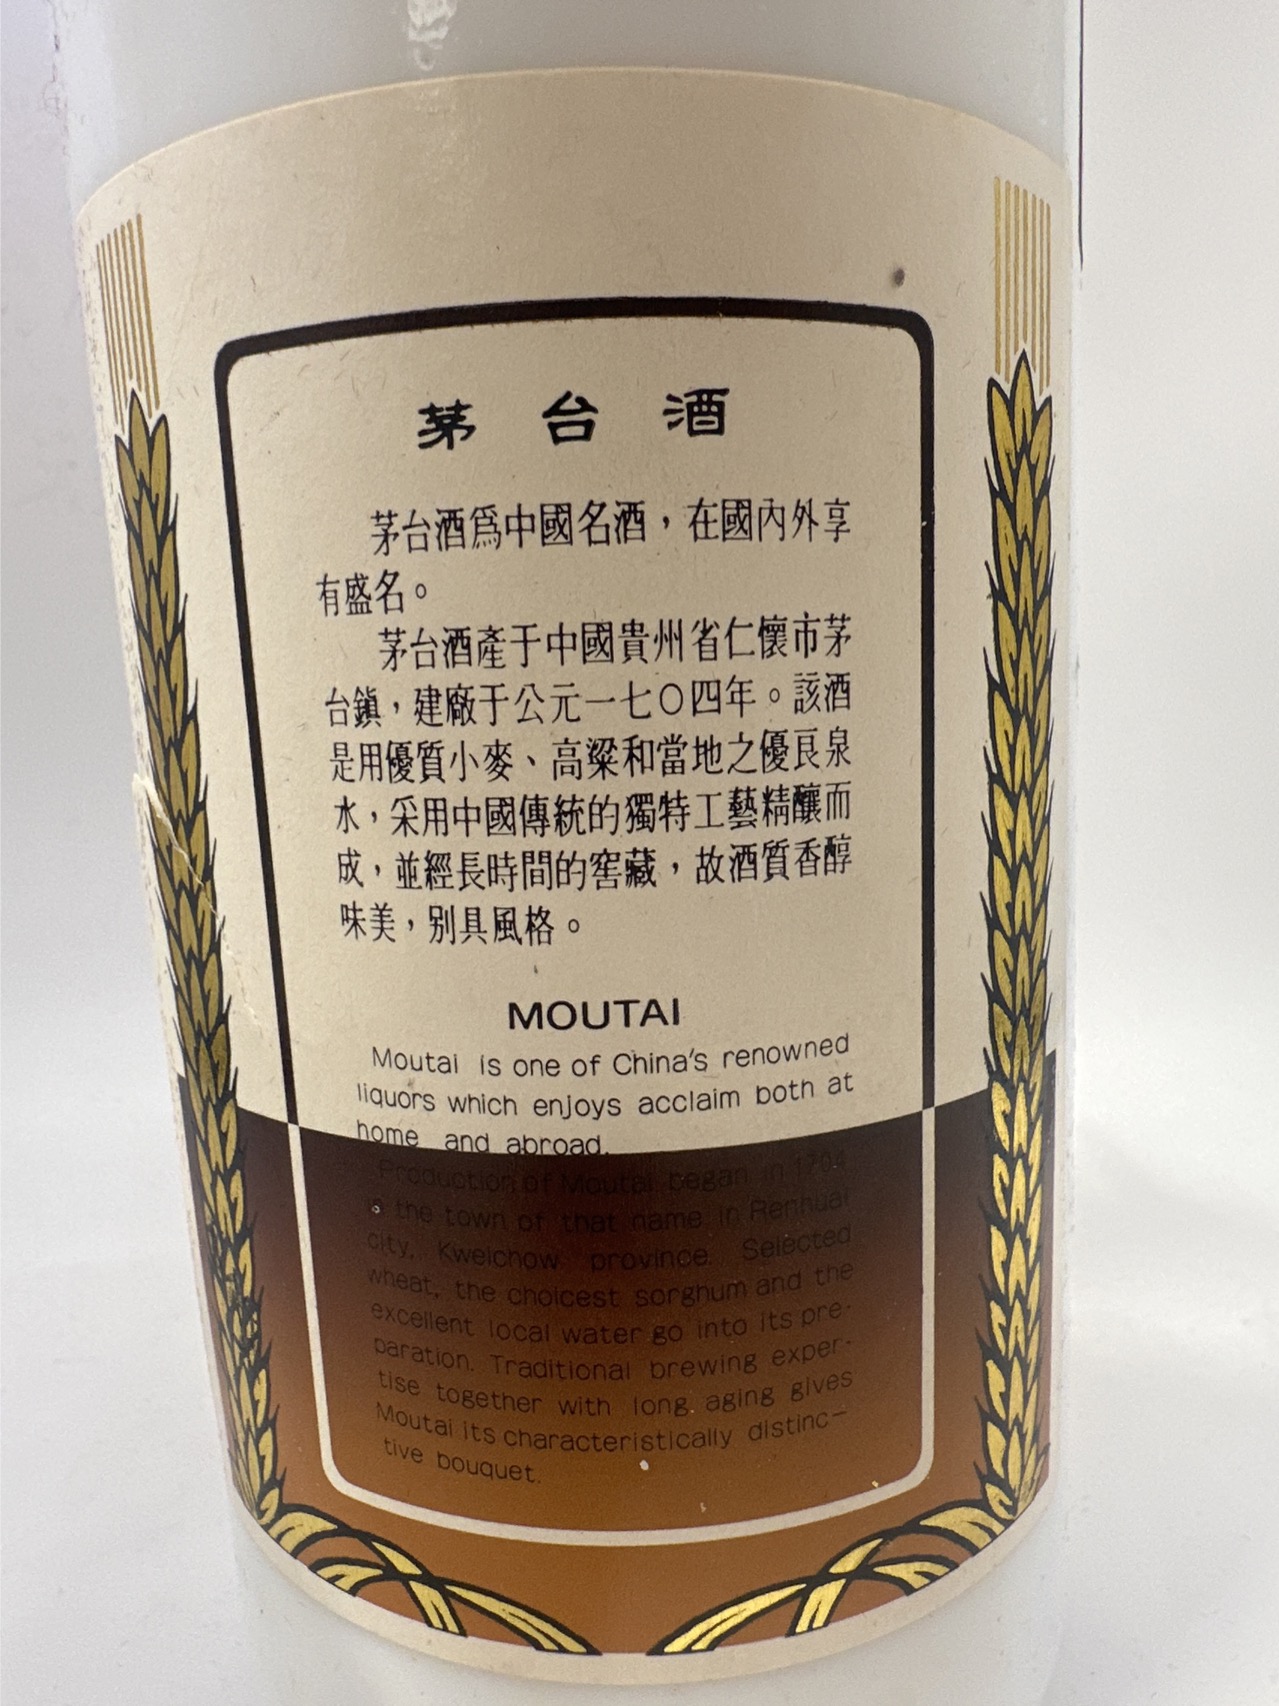 茅台酒
茅台酒爲中國名酒，在國內外享
有盛名。
茅台酒產于中國貴州省仁懷市茅
台鎮，建廠于公元一七〇四年。該酒
是用優質小麥、高粱和當地之優良泉
水，采用中國傳統的獨特工藝精釀而
成，並經長時間的窖藏，故酒質香醇
味美，別具風格。
MOUTAI
Moutai is one of China's renowned
liquors which enjoys acclaim both at
home and abroad.
Production of Moutai began in 1704
in the town of that name in Renhuai
city, Kweichow province. Selected
wheat, the choicest sorghum and the
excellent local water go into its pre-
paration. Traditional brewing exper-
tise together with long aging gives
Moutai its characteristically distinc-
tive bouquet.